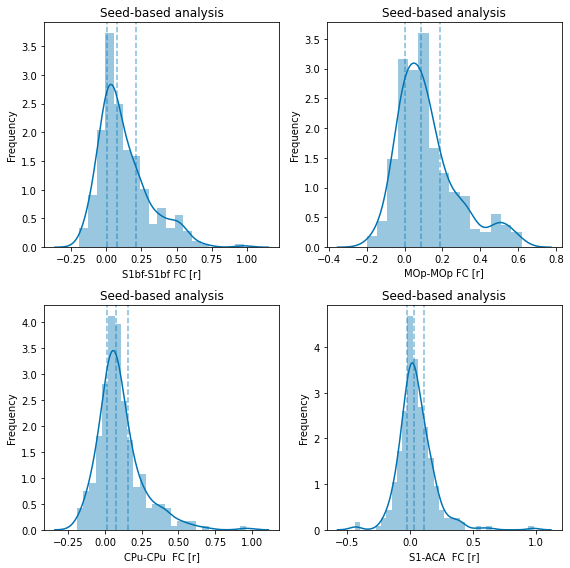 Seed-based analysis
Frequency
3.5
3.0
2.5
2.0
1.5
1.0
0.5
0.0
−0.25 0.00 0.25 0.50 0.75 1.00
S1bf-S1bf FC [r]
Seed-based analysis
Frequency
3.5
3.0
2.5
2.0
1.5
1.0
0.5
0.0
−0.4 −0.2 0.0 0.2 0.4 0.6 0.8
MOp-MOp FC [r]
Seed-based analysis
Frequency
4.0
3.5
3.0
2.5
2.0
1.5
1.0
0.5
0.0
−0.25 0.00 0.25 0.50 0.75 1.00
CPu-CPu  FC [r]
Seed-based analysis
Frequency
4
3
2
1
0
−0.5 0.0 0.5 1.0
S1-ACA  FC [r]